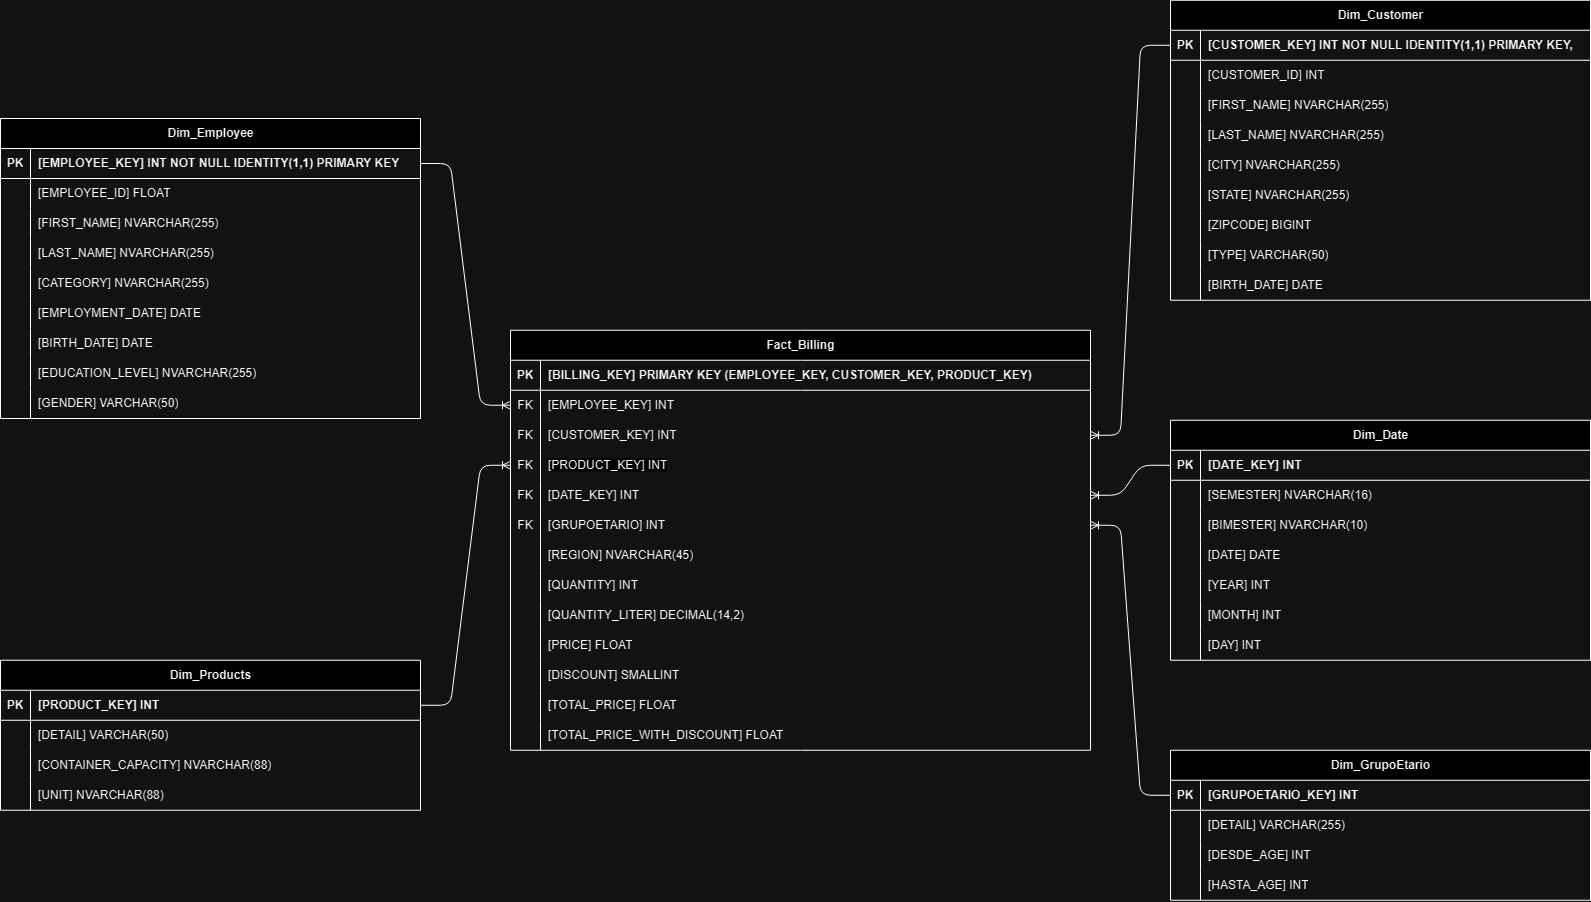 Dim_Customer
PK [CUSTOMER_KEY] INT NOT NULL IDENTITY(1,1) PRIMARY KEY,
[CUSTOMER_ID] INT
[FIRST_NAME] NVARCHAR(255)
[LAST_NAME] NVARCHAR(255)
[CITY] NVARCHAR(255)
[STATE] NVARCHAR(255)
[ZIPCODE] BIGINT
[TYPE] VARCHAR(50)
[BIRTH_DATE] DATE
Dim_Employee
PK [EMPLOYEE_KEY] INT NOT NULL IDENTITY(1,1) PRIMARY KEY
[EMPLOYEE_ID] FLOAT
[FIRST_NAME] NVARCHAR(255)
[LAST_NAME] NVARCHAR(255)
[CATEGORY] NVARCHAR(255)
[EMPLOYMENT_DATE] DATE
[BIRTH_DATE] DATE
[EDUCATION_LEVEL] NVARCHAR(255)
[GENDER] VARCHAR(50)
Fact_Billing
PK [BILLING_KEY] PRIMARY KEY (EMPLOYEE_KEY, CUSTOMER_KEY, PRODUCT_KEY)
FK [EMPLOYEE_KEY] INT
FK [CUSTOMER_KEY] INT
FK [PRODUCT_KEY] INT
FK [DATE_KEY] INT
FK [GRUPOETARIO] INT
[REGION] NVARCHAR(45)
[QUANTITY] INT
[QUANTITY_LITER] DECIMAL(14,2)
[PRICE] FLOAT
[DISCOUNT] SMALLINT
[TOTAL_PRICE] FLOAT
[TOTAL_PRICE_WITH_DISCOUNT] FLOAT
Dim_Date
PK [DATE_KEY] INT
[SEMESTER] NVARCHAR(16)
[BIMESTER] NVARCHAR(10)
[DATE] DATE
[YEAR] INT
[MONTH] INT
[DAY] INT
Dim_Products
PK [PRODUCT_KEY] INT
[DETAIL] VARCHAR(50)
[CONTAINER_CAPACITY] NVARCHAR(88)
[UNIT] NVARCHAR(88)
Dim_GrupoEtario
PK [GRUPOETARIO_KEY] INT
[DETAIL] VARCHAR(255)
[DESDE_AGE] INT
[HASTA_AGE] INT